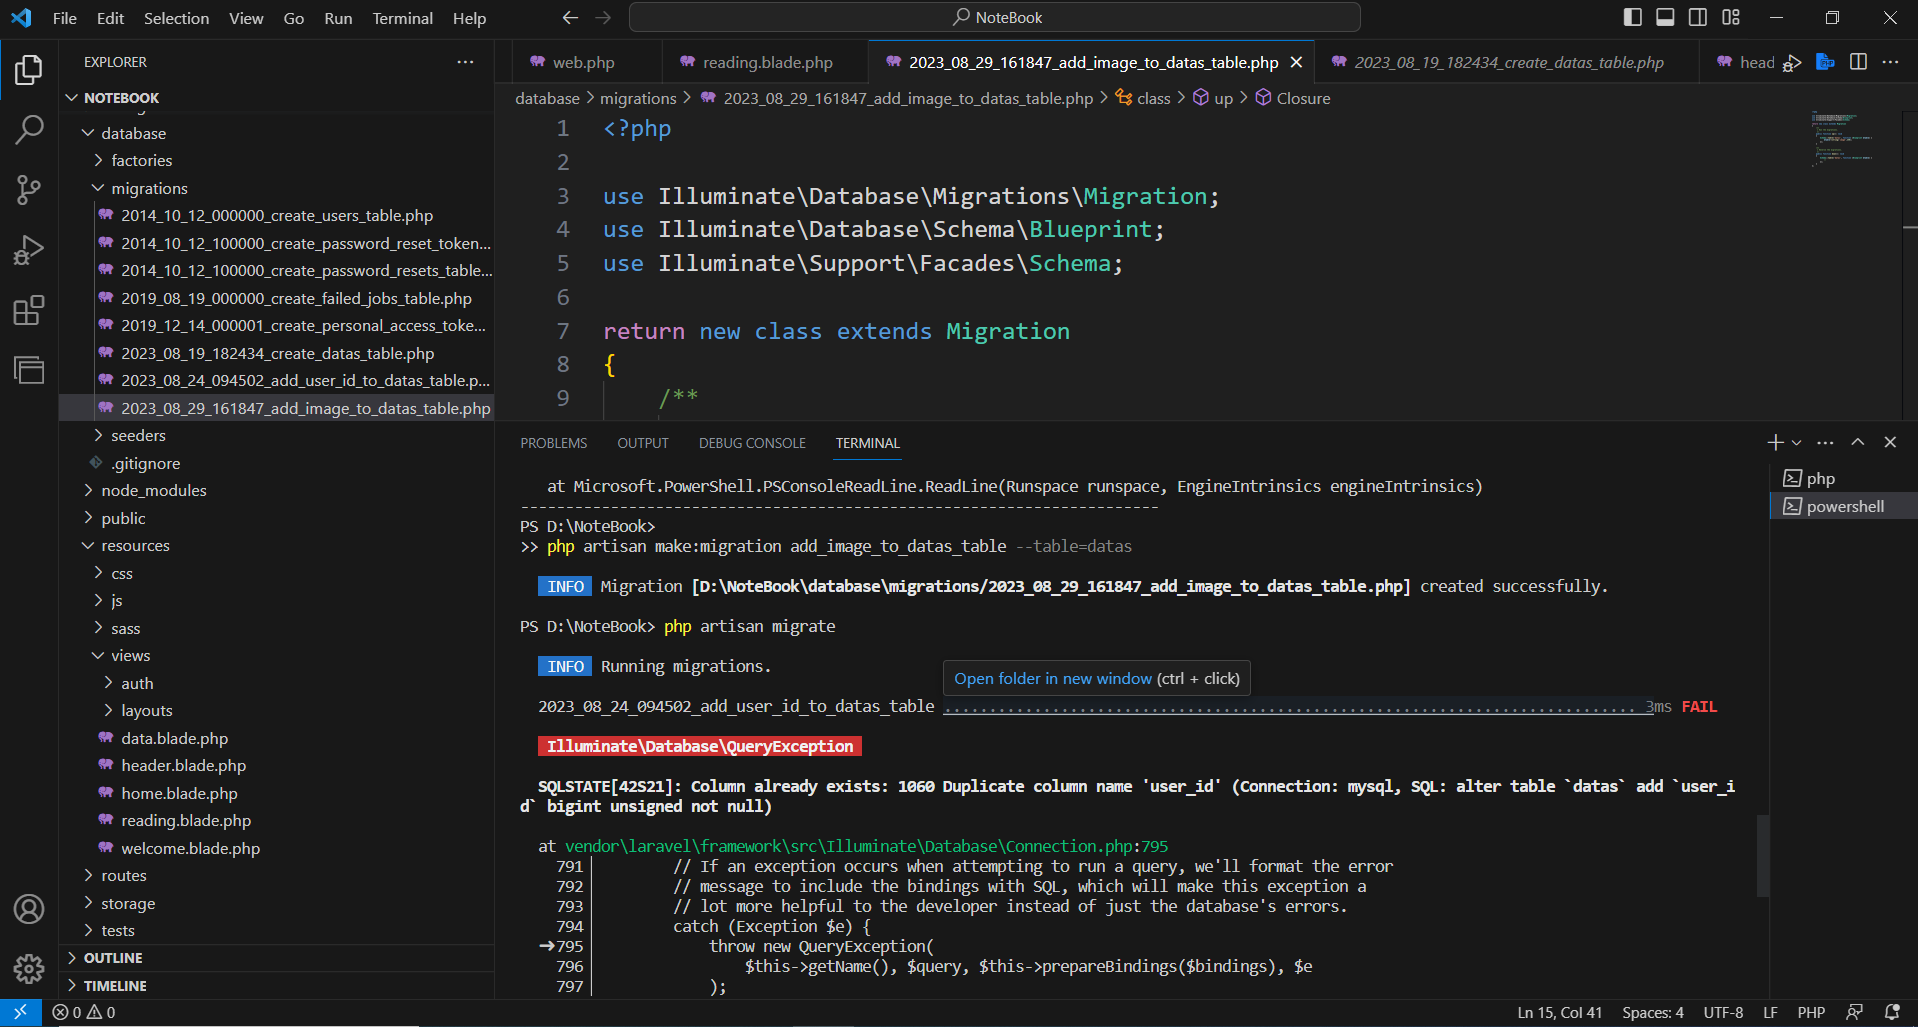 File Edit Selection View Go Run Terminal Help
NoteBook
EXPLORER
NOTEBOOK
database
factories
migrations
2014_10_12_000000_create_users_table.php
2014_10_12_100000_create_password_reset_token...
2014_10_12_100000_create_password_resets_table...
2019_08_19_000000_create_failed_jobs_table.php
2019_12_14_000001_create_personal_access_toke...
2023_08_19_182434_create_datas_table.php
2023_08_24_094502_add_user_id_to_datas_table.p...
2023_08_29_161847_add_image_to_datas_table.php
seeders
.gitignore
node_modules
public
resources
css
js
sass
views
auth
layouts
data.blade.php
header.blade.php
home.blade.php
reading.blade.php
welcome.blade.php
routes
storage
tests
OUTLINE
TIMELINE
web.php
reading.blade.php
2023_08_29_161847_add_image_to_datas_table.php
2023_08_19_182434_create_datas_table.php
head
database > migrations > 2023_08_29_161847_add_image_to_datas_table.php > class > up > Closure
1 <?php
2
3 use Illuminate\Database\Migrations\Migration;
4 use Illuminate\Database\Schema\Blueprint;
5 use Illuminate\Support\Facades\Schema;
6
7 return new class extends Migration
8 {
9 /**
PROBLEMS OUTPUT DEBUG CONSOLE TERMINAL
php
powershell
at Microsoft.PowerShell.PSConsoleReadLine.ReadLine(Runspace runspace, EngineIntrinsics engineIntrinsics)
-----------------------------------------------------------------------
PS D:\NoteBook>
>> php artisan make:migration add_image_to_datas_table --table=datas
INFO Migration [D:\NoteBook\database\migrations/2023_08_29_161847_add_image_to_datas_table.php] created successfully.
PS D:\NoteBook> php artisan migrate
INFO Running migrations.
Open folder in new window (ctrl + click)
2023_08_24_094502_add_user_id_to_datas_table ............................................................................. 3ms FAIL
Illuminate\Database\QueryException
SQLSTATE[42S21]: Column already exists: 1060 Duplicate column name 'user_id' (Connection: mysql, SQL: alter table `datas` add `user_i
d` bigint unsigned not null)
at vendor\laravel\framework\src\Illuminate\Database\Connection.php:795
791 // If an exception occurs when attempting to run a query, we'll format the error
792 // message to include the bindings with SQL, which will make this exception a
793 // lot more helpful to the developer instead of just the database's errors.
794 catch (Exception $e) {
➜795 throw new QueryException(
796 $this->getName(), $query, $this->prepareBindings($bindings), $e
797 );
0 0
Ln 15, Col 41 Spaces: 4 UTF-8 LF PHP